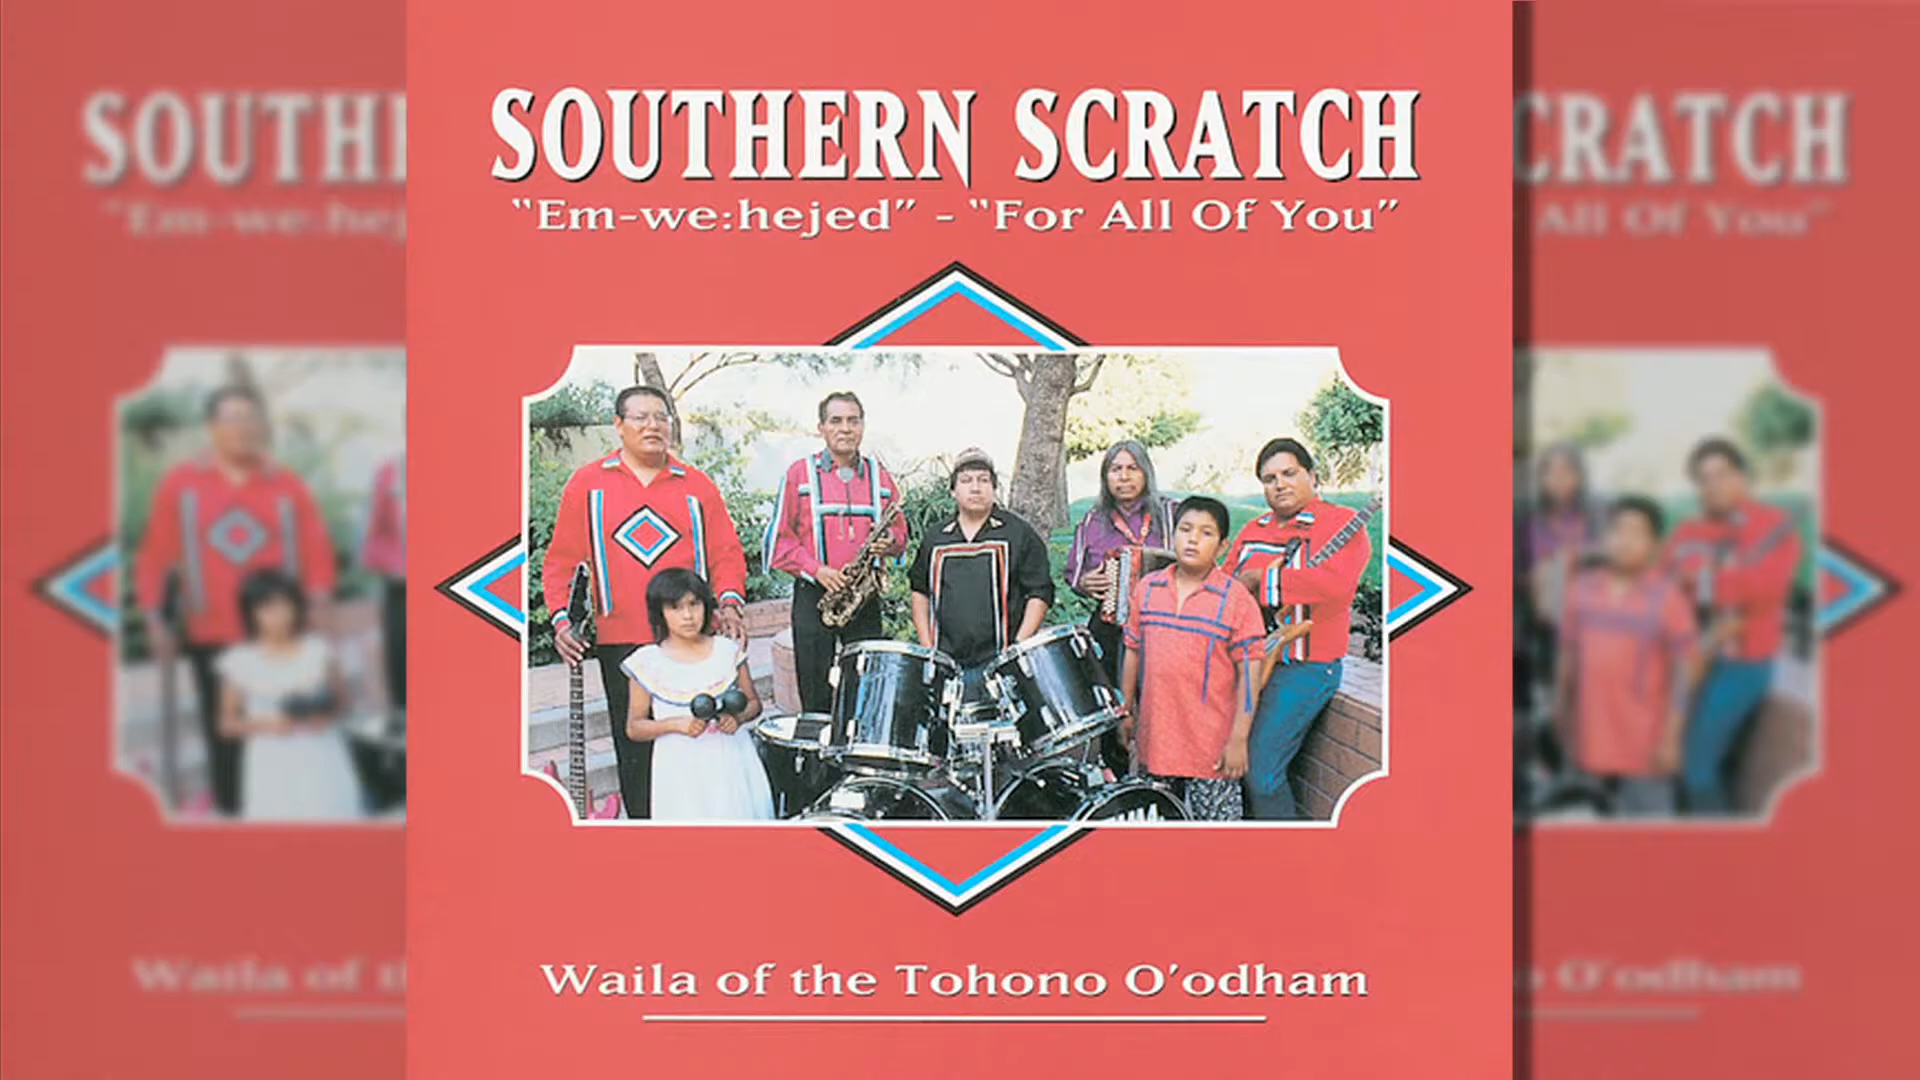 SOUTHERN SCRATCH
"Em-we:hejed" - "For All Of You"
Waila of the Tohono O'odham